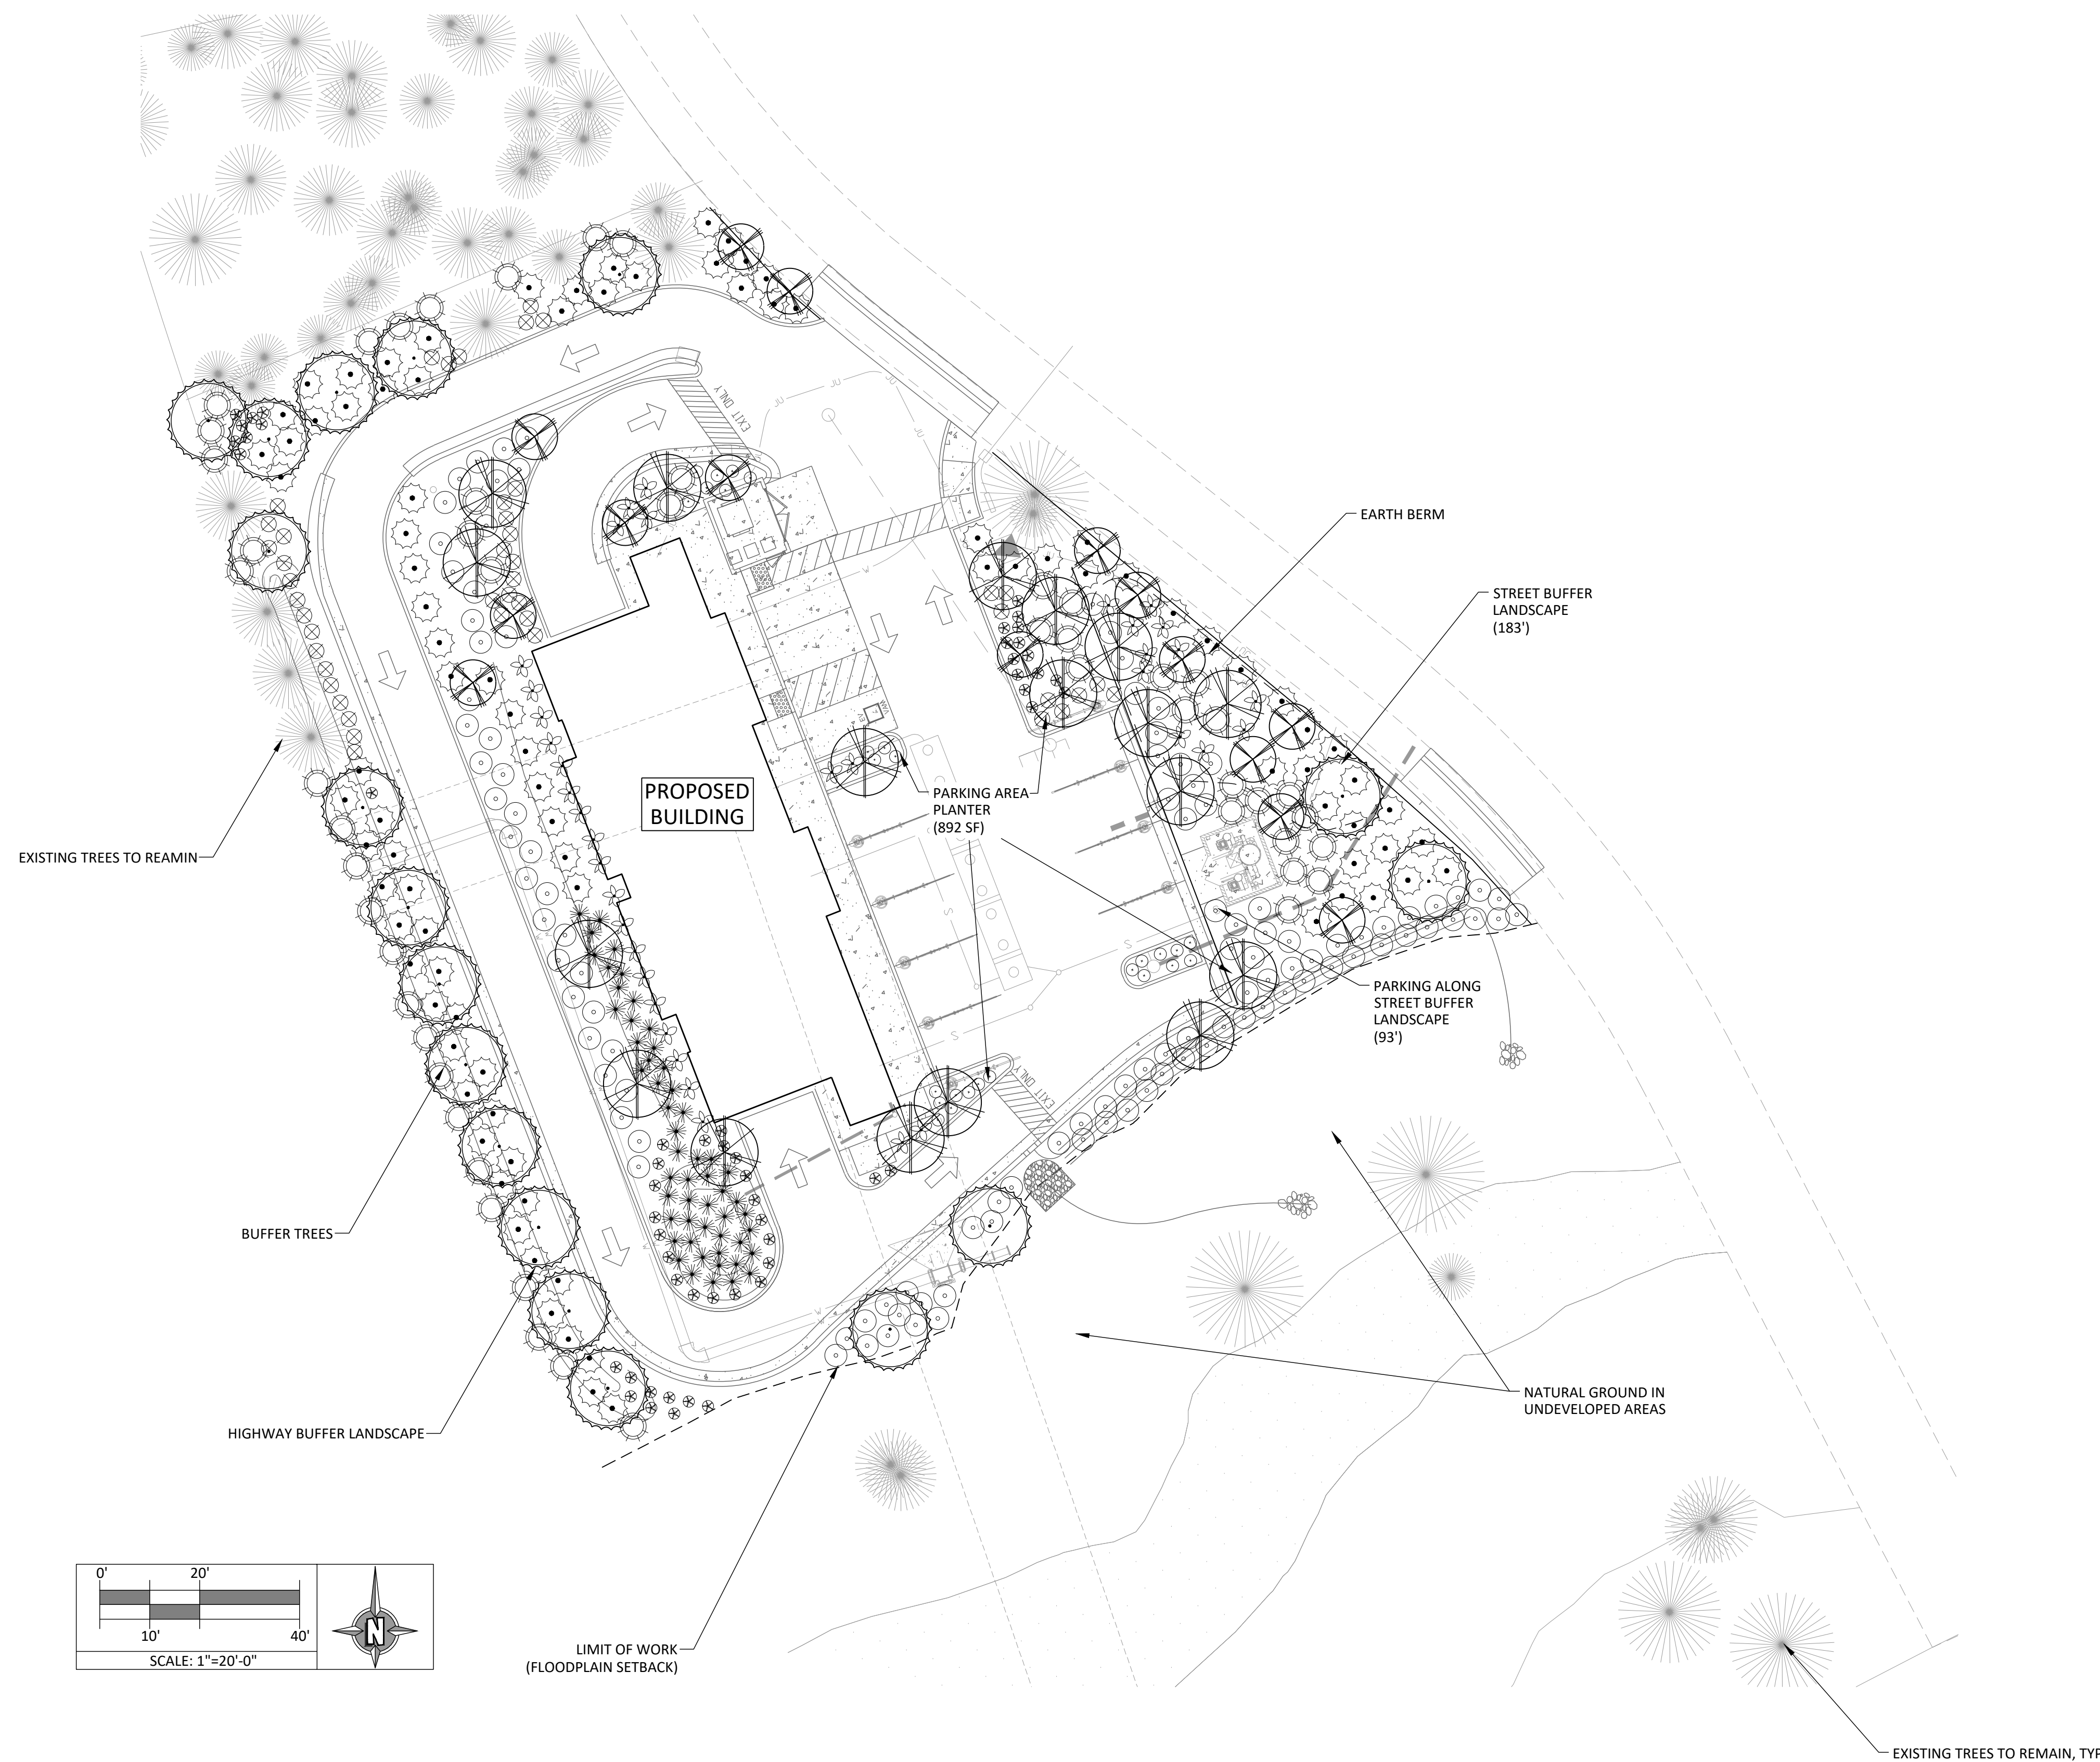 EXIT ONLY
EARTH BERM
STREET BUFFER
LANDSCAPE
(183')
PROPOSED
BUILDING
PARKING AREA
PLANTER
(892 SF)
EXISTING TREES TO REAMIN
PARKING ALONG
STREET BUFFER
LANDSCAPE
(93')
EXIT ONLY
BUFFER TREES
NATURAL GROUND IN
UNDEVELOPED AREAS
HIGHWAY BUFFER LANDSCAPE
LIMIT OF WORK
(FLOODPLAIN SETBACK)
0' 20'
10' 40'
SCALE: 1"=20'-0"
N
EXISTING TREES TO REMAIN, TYP